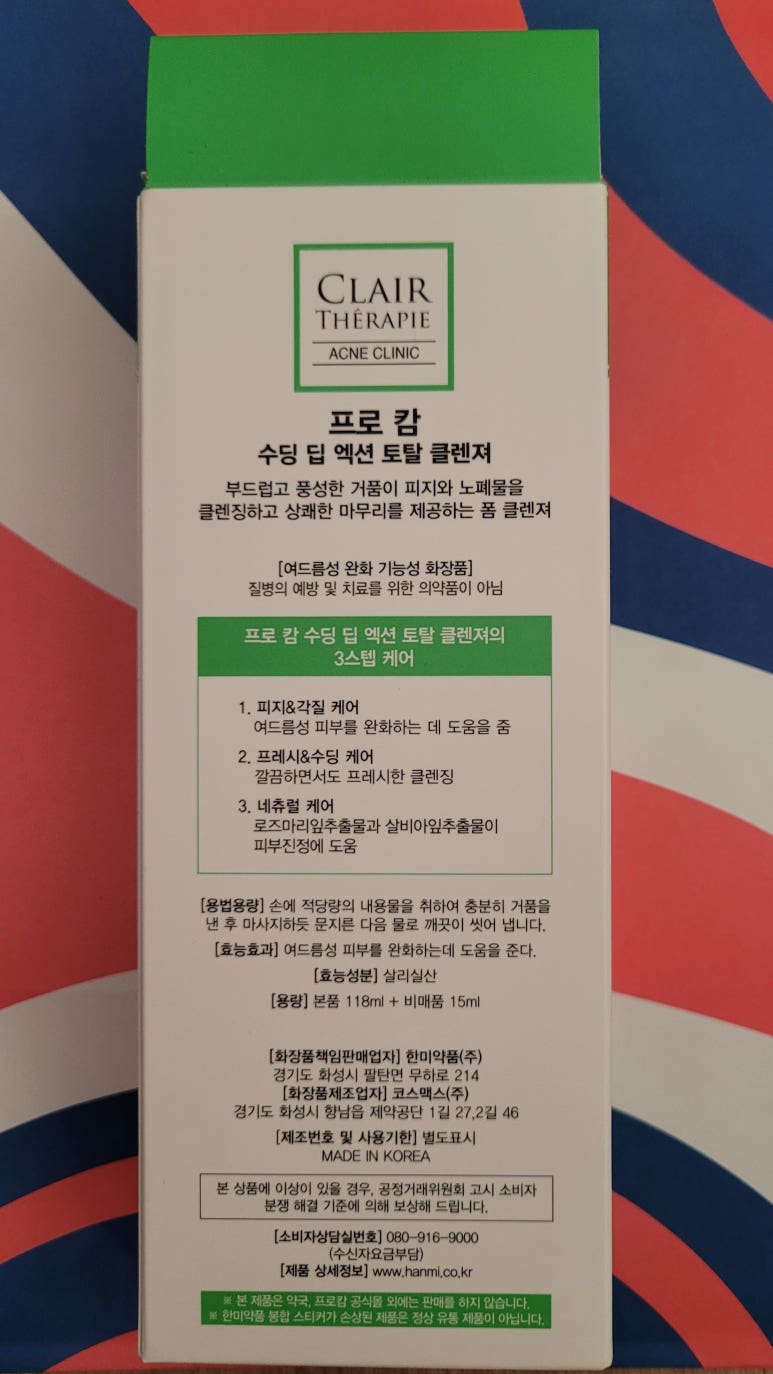 CLAIR
THÉRAPIE
ACNE CLINIC
프로 캄
수딩 딥 엑션 토탈 클렌져
부드럽고 풍성한 거품이 피지와 노폐물을
클렌징하고 상쾌한 마무리를 제공하는 폼 클렌져
[여드름성 완화 기능성 화장품]
질병의 예방 및 치료를 위한 의약품이 아님
프로 캄 수딩 딥 엑션 토탈 클렌져의
3스텝 케어
1. 피지&각질 케어
여드름성 피부를 완화하는 데 도움을 줌
2. 프레시&수딩 케어
깔끔하면서도 프레시한 클렌징
3. 네츄럴 케어
로즈마리잎추출물과 살비아잎추출물이
피부진정에 도움
[용법용량] 손에 적당량의 내용물을 취하여 충분히 거품을
낸 후 마사지하듯 문지른 다음 물로 깨끗이 씻어 냅니다.
[효능효과] 여드름성 피부를 완화하는데 도움을 준다.
[효능성분] 살리실산
[용량] 본품 118ml + 비매품 15ml
[화장품책임판매업자] 한미약품(주)
경기도 화성시 팔탄면 무하로 214
[화장품제조업자] 코스맥스(주)
경기도 화성시 향남읍 제약공단 1길 27,2길 46
[제조번호 및 사용기한] 별도표시
MADE IN KOREA
본 상품에 이상이 있을 경우, 공정거래위원회 고시 소비자
분쟁 해결 기준에 의해 보상해 드립니다.
[소비자상담실번호] 080-916-9000
(수신자요금부담)
[제품 상세정보] www.hanmi.co.kr
※ 본 제품은 약국, 프로캄 공식몰 외에는 판매를 하지 않습니다.
※ 한미약품 봉합 스티커가 손상된 제품은 정상 유통 제품이 아닙니다.